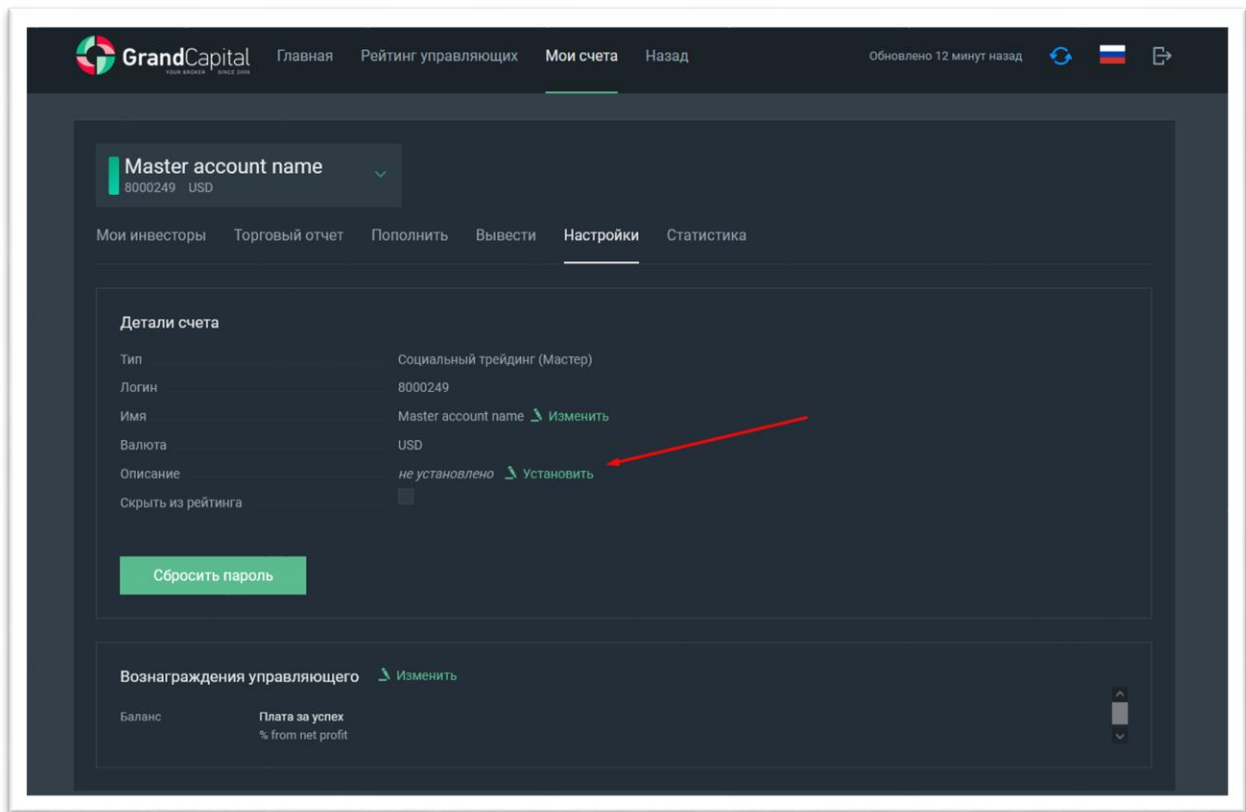 GrandCapital Главная Рейтинг управляющих Мои счета Назад Обновлено 12 минут назад
YOUR BROKER SINCE 2006
Master account name
8000249 USD
Мои инвесторы Торговый отчет Пополнить Вывести Настройки Статистика
Детали счета
Тип Социальный трейдинг (Мастер)
Логин 8000249
Имя Master account name Изменить
Валюта USD
Описание не установлено Установить
Скрыть из рейтинга
Сбросить пароль
Вознаграждения управляющего Изменить
Баланс Плата за успех
% from net profit